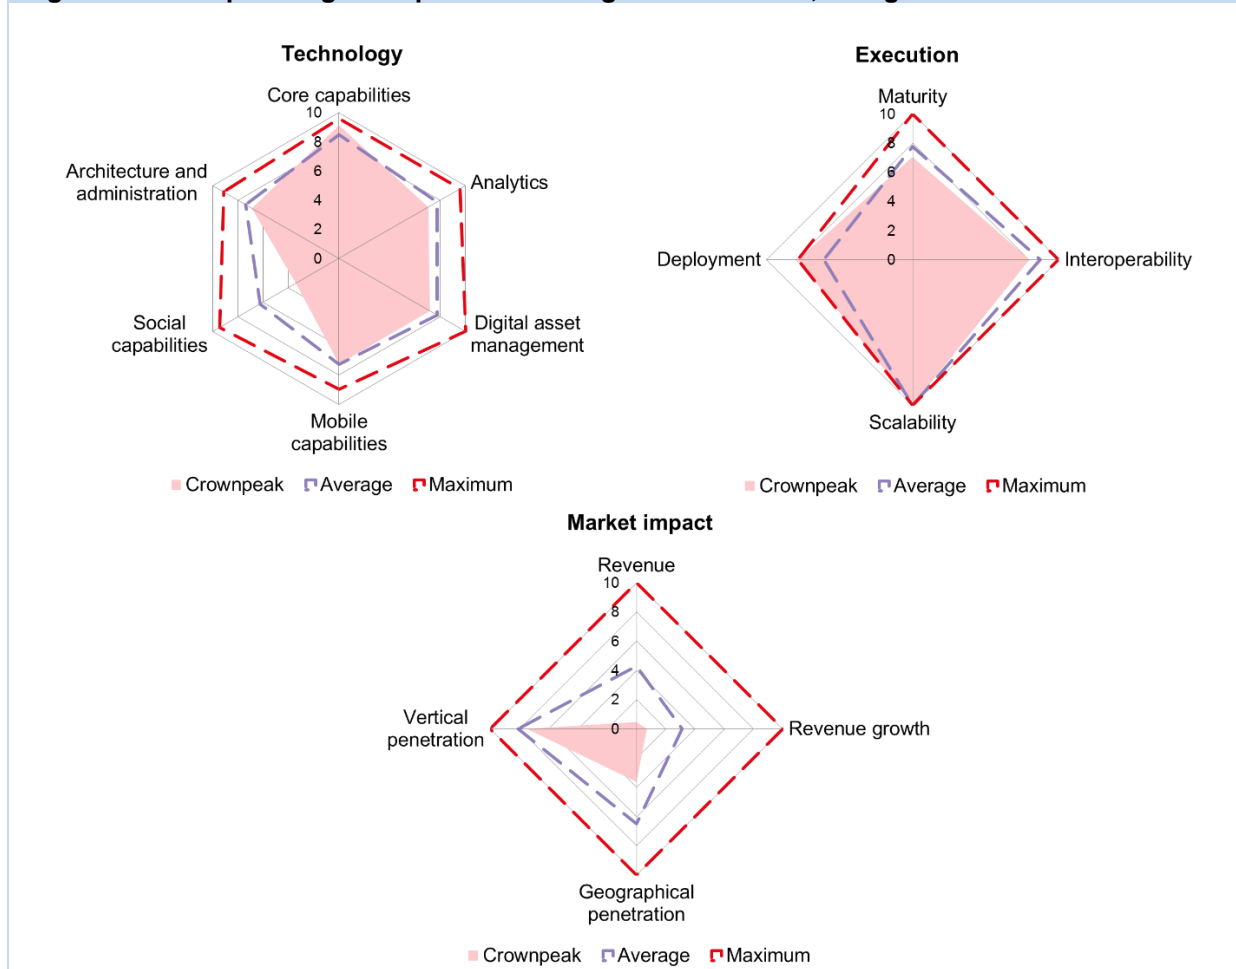 Technology
Core capabilities
10
8
6
4
2
0
Architecture and
administration
Analytics
Social
capabilities
Digital asset
management
Mobile
capabilities
Crownpeak Average Maximum
Execution
Maturity
10
8
6
4
2
0
Deployment
Interoperability
Scalability
Crownpeak Average Maximum
Market impact
Revenue
10
8
6
4
2
0
Vertical
penetration
Revenue growth
Geographical
penetration
Crownpeak Average Maximum